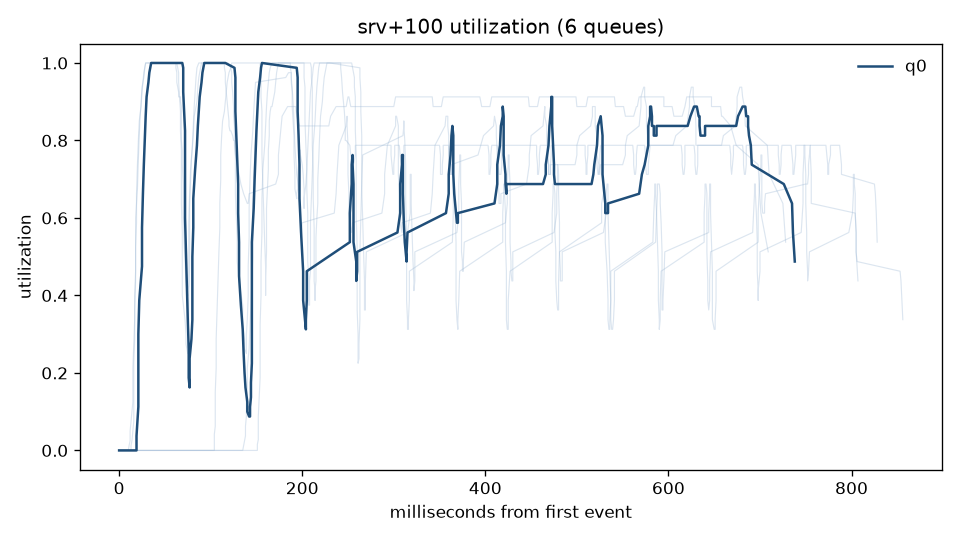 srv+100 utilization (6 queues)
q0
1.0
0.8
0.6
0.4
0.2
0.0
utilization
0 200 400 600 800
milliseconds from first event